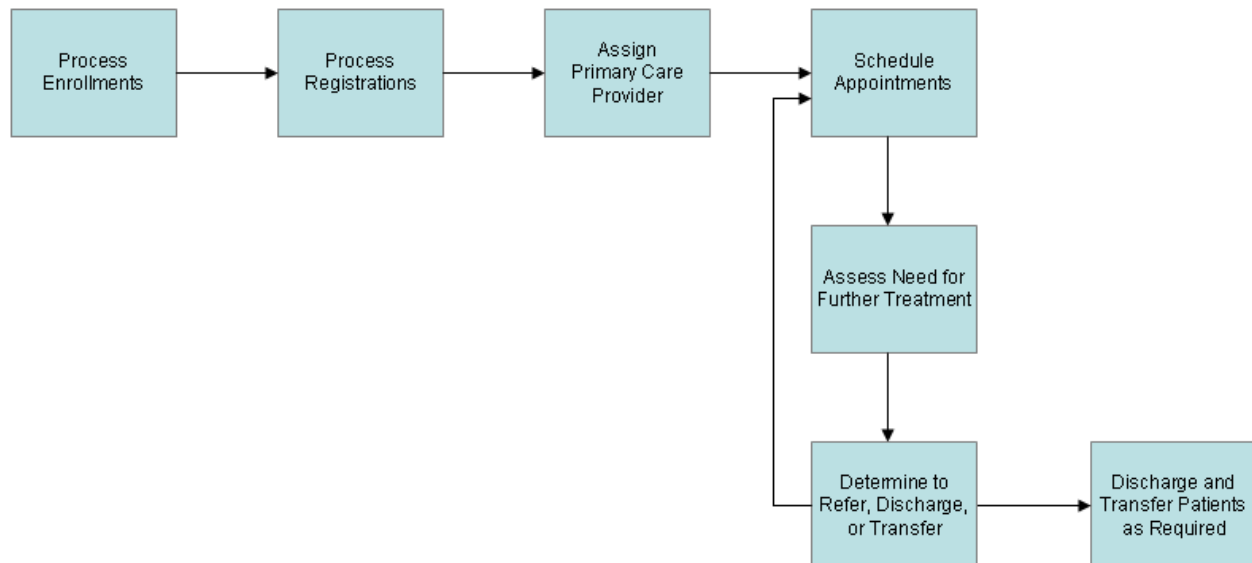 Process
Enrollments
Process
Registrations
Assign
Primary Care
Provider
Schedule
Appointments
Assess Need for
Further Treatment
Determine to
Refer, Discharge,
or Transfer
Discharge and
Transfer Patients
as Required